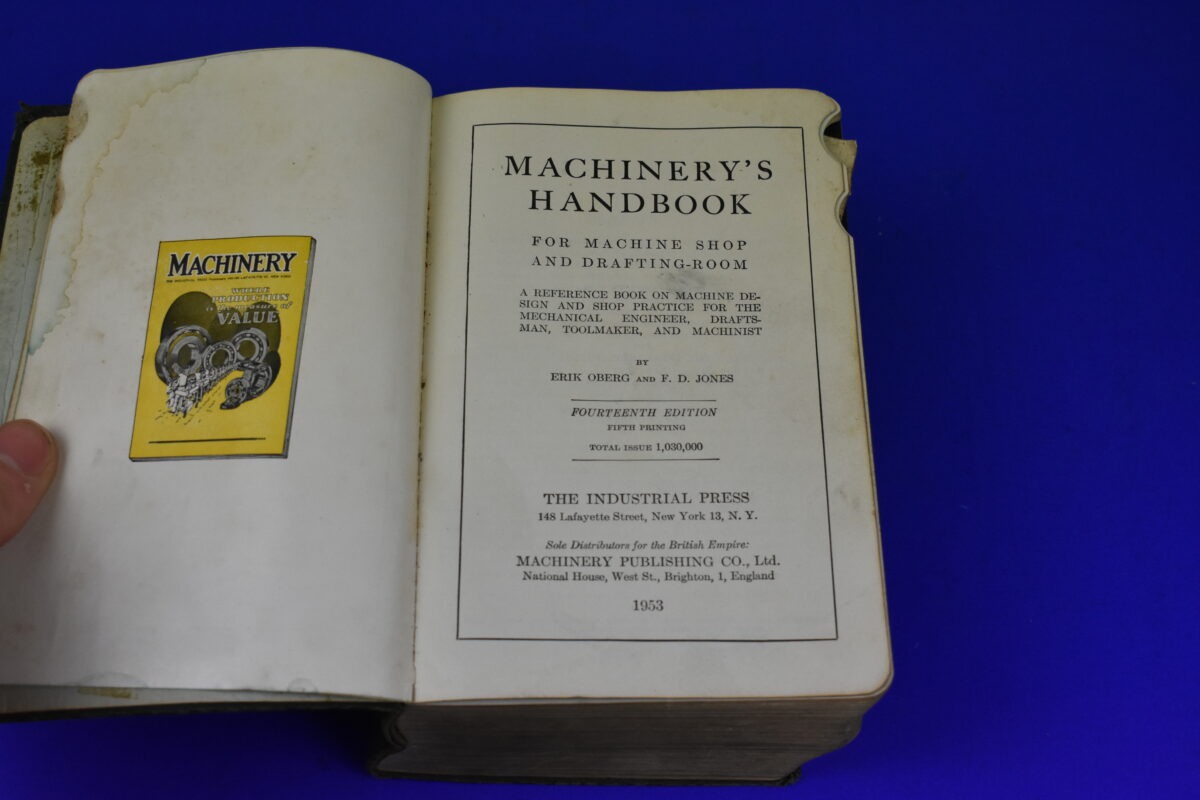 MACHINERY
WHERE
PRODUCTION
VALUE
MACHINERY'S
HANDBOOK
FOR MACHINE SHOP
AND DRAFTING-ROOM
A REFERENCE BOOK ON MACHINE DE-
SIGN AND SHOP PRACTICE FOR THE
MECHANICAL ENGINEER, DRAFTS-
MAN, TOOLMAKER, AND MACHINIST
BY
ERIK OBERG AND F. D. JONES
FOURTEENTH EDITION
FIFTH PRINTING
TOTAL ISSUE 1,030,000
THE INDUSTRIAL PRESS
148 Lafayette Street, New York 13, N. Y.
Sole Distributors for the British Empire:
MACHINERY PUBLISHING CO., Ltd.
National House, West St., Brighton, 1, England
1953